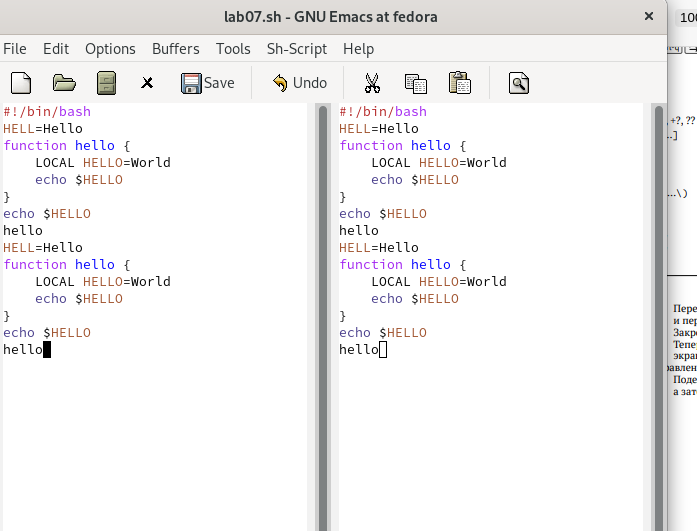 lab07.sh - GNU Emacs at fedora
File Edit Options Buffers Tools Sh-Script Help
Save Undo
#!/bin/bash
HELL=Hello
function hello {
    LOCAL HELLO=World
    echo $HELLO
}
echo $HELLO
hello
HELL=Hello
function hello {
    LOCAL HELLO=World
    echo $HELLO
}
echo $HELLO
hello
#!/bin/bash
HELL=Hello
function hello {
    LOCAL HELLO=World
    echo $HELLO
}
echo $HELLO
hello
HELL=Hello
function hello {
    LOCAL HELLO=World
    echo $HELLO
}
echo $HELLO
hello
100
+?, ??
...]
...\)
Пере
и пер
Закр
Тепер
экра
Поде
а зат